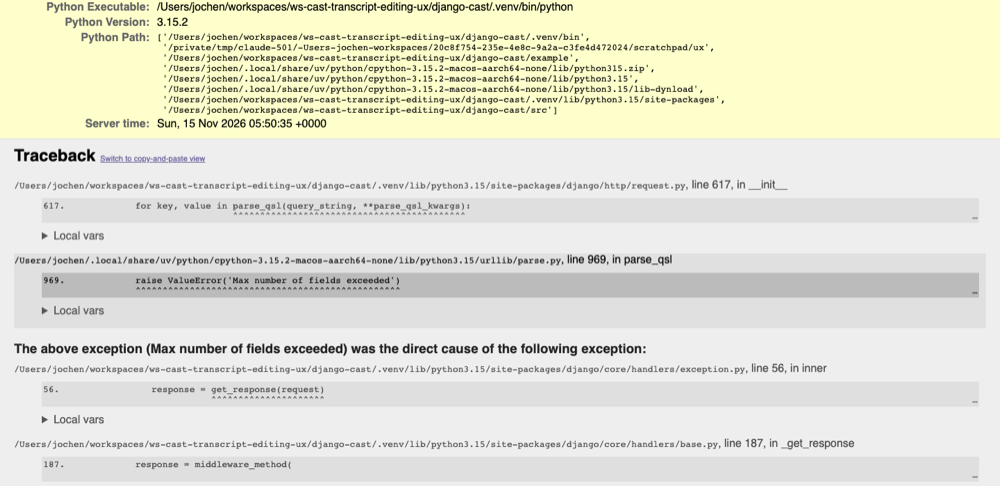 Python Executable: /Users/jochen/workspaces/ws-cast-transcript-editing-ux/django-cast/.venv/bin/python
Python Version: 3.15.2
Python Path: ['/Users/jochen/workspaces/ws-cast-transcript-editing-ux/django-cast/.venv/bin',
'/private/tmp/claude-501/-Users-jochen-workspaces/20c8f754-235e-4e8c-9a2a-c3fe4d472024/scratchpad/ux',
'/Users/jochen/workspaces/ws-cast-transcript-editing-ux/django-cast/example',
'/Users/jochen/.local/share/uv/python/cpython-3.15.2-macos-aarch64-none/lib/python315.zip',
'/Users/jochen/.local/share/uv/python/cpython-3.15.2-macos-aarch64-none/lib/python3.15',
'/Users/jochen/.local/share/uv/python/cpython-3.15.2-macos-aarch64-none/lib/python3.15/lib-dynload',
'/Users/jochen/workspaces/ws-cast-transcript-editing-ux/django-cast/.venv/lib/python3.15/site-packages',
'/Users/jochen/workspaces/ws-cast-transcript-editing-ux/django-cast/src']
Server time: Sun, 15 Nov 2026 05:50:35 +0000
Traceback Switch to copy-and-paste view
/Users/jochen/workspaces/ws-cast-transcript-editing-ux/django-cast/.venv/lib/python3.15/site-packages/django/http/request.py, line 617, in __init__
617. for key, value in parse_qsl(query_string, **parse_qsl_kwargs):
^^^^^^^^^^^^^^^^^^^^^^^^^^^^^^^^^^^^^^^^^^^
…
▶ Local vars
/Users/jochen/.local/share/uv/python/cpython-3.15.2-macos-aarch64-none/lib/python3.15/urllib/parse.py, line 969, in parse_qsl
969. raise ValueError('Max number of fields exceeded')
^^^^^^^^^^^^^^^^^^^^^^^^^^^^^^^^^^^^^^^^^^^^^^^^^
…
▶ Local vars
The above exception (Max number of fields exceeded) was the direct cause of the following exception:
/Users/jochen/workspaces/ws-cast-transcript-editing-ux/django-cast/.venv/lib/python3.15/site-packages/django/core/handlers/exception.py, line 56, in inner
56. response = get_response(request)
^^^^^^^^^^^^^^^^^^^^^
…
▶ Local vars
/Users/jochen/workspaces/ws-cast-transcript-editing-ux/django-cast/.venv/lib/python3.15/site-packages/django/core/handlers/base.py, line 187, in _get_response
187. response = middleware_method(
…